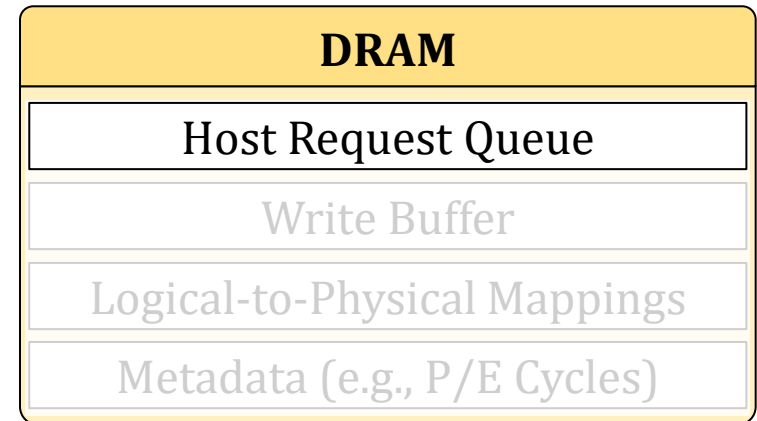 DRAM
Host Request Queue
Write Buffer
Logical-to-Physical Mappings
Metadata (e.g., P/E Cycles)